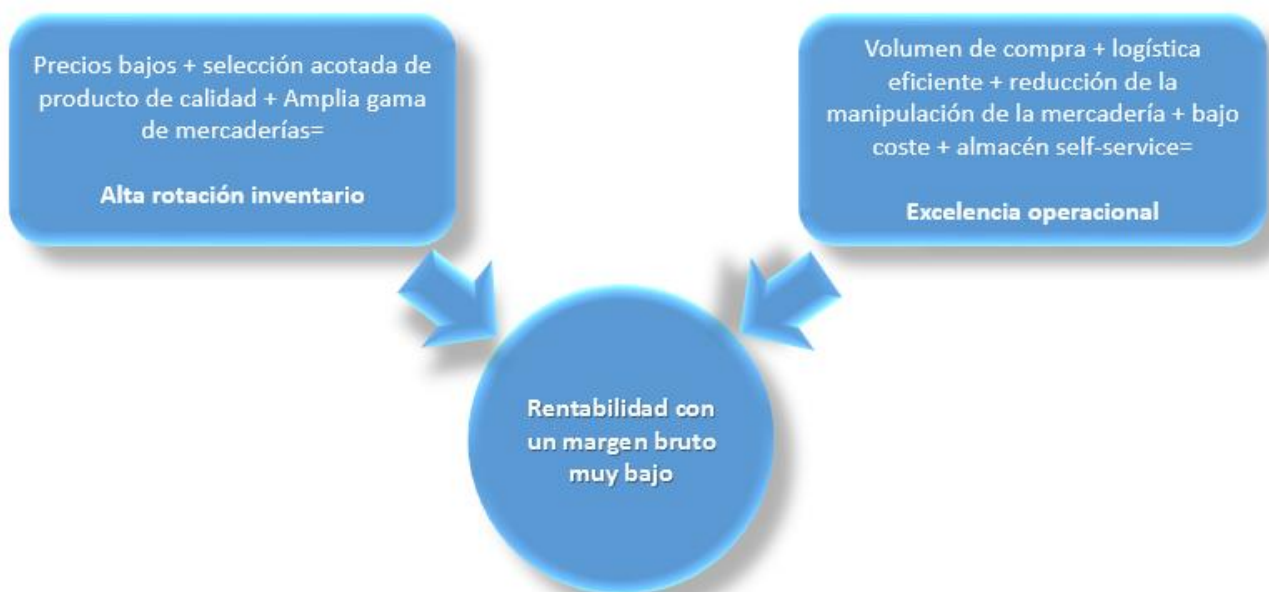 Precios bajos + selección acotada de
producto de calidad + Amplia gama
de mercaderías=
Alta rotación inventario
Volumen de compra + logística
eficiente + reducción de la
manipulación de la mercadería + bajo
coste + almacén self-service=
Excelencia operacional
Rentabilidad con
un margen bruto
muy bajo